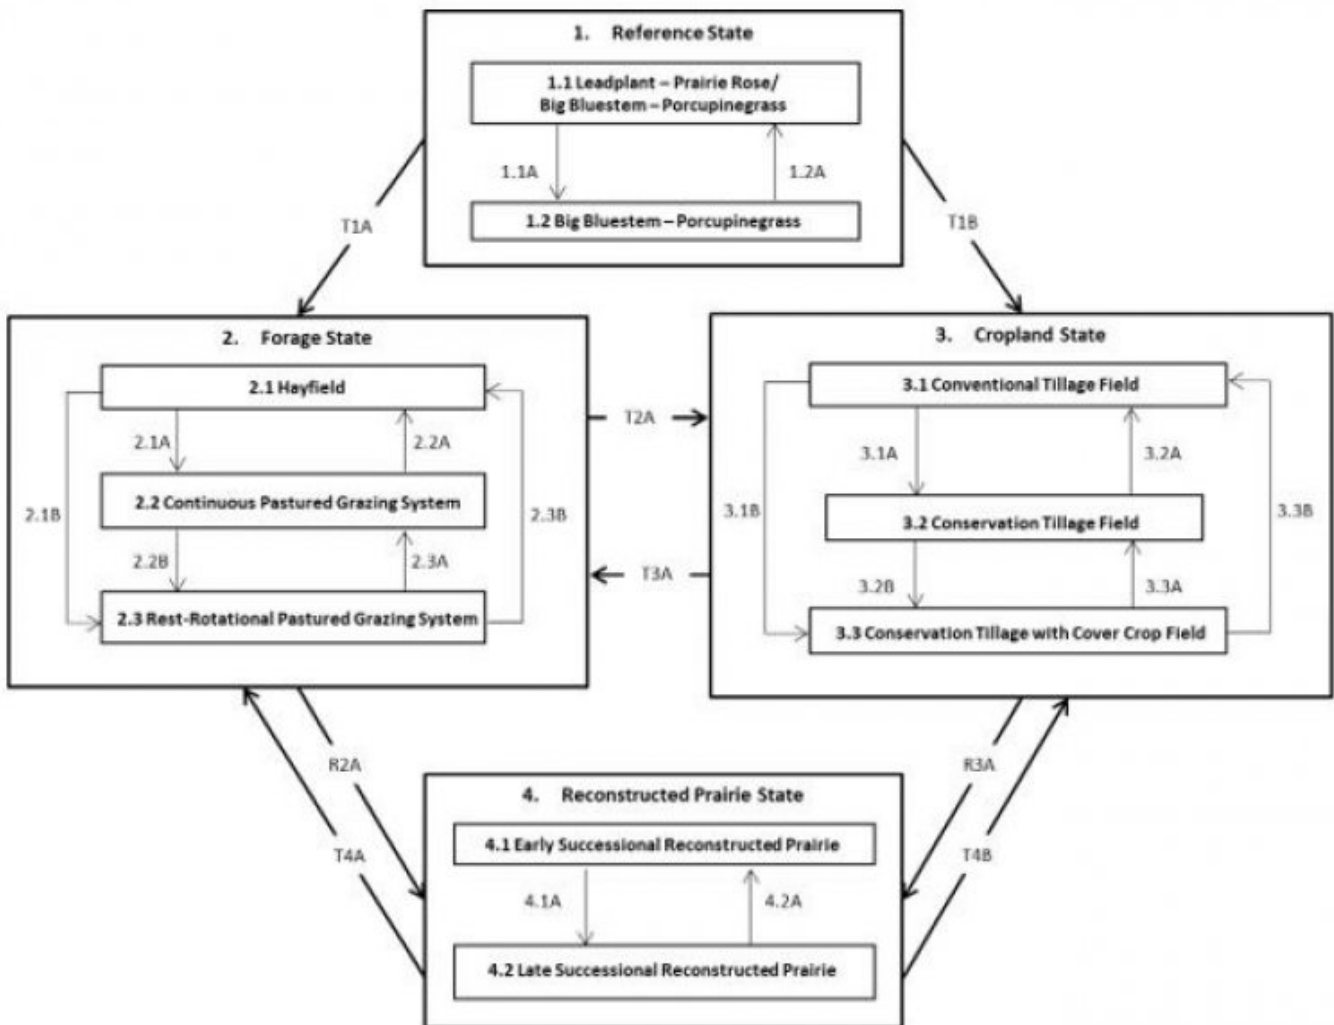 1. Reference State
1.1 Leadplant – Prairie Rose/
Big Bluestem – Porcupinegrass
1.1A
1.2A
1.2 Big Bluestem – Porcupinegrass
T1A
T1B
2. Forage State
2.1 Hayfield
2.1A
2.2A
2.2 Continuous Pastured Grazing System
2.1B
2.3B
2.2B
2.3A
2.3 Rest-Rotational Pastured Grazing System
T2A
T3A
3. Cropland State
3.1 Conventional Tillage Field
3.1A
3.2A
3.1B
3.3B
3.2 Conservation Tillage Field
3.2B
3.3A
3.3 Conservation Tillage with Cover Crop Field
R2A
T4A
R3A
T4B
4. Reconstructed Prairie State
4.1 Early Successional Reconstructed Prairie
4.1A
4.2A
4.2 Late Successional Reconstructed Prairie